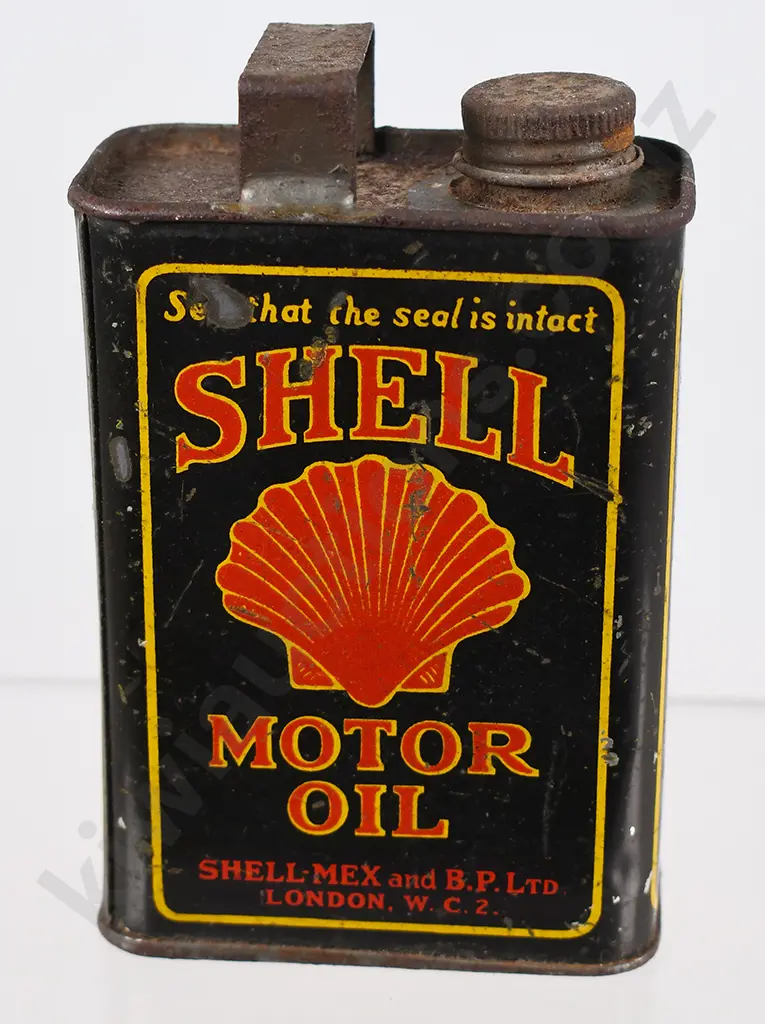 See that the seal is intact
SHELL
MOTOR
OIL
SHELL-MEX and B.P. LTD
LONDON. W. C. 2.